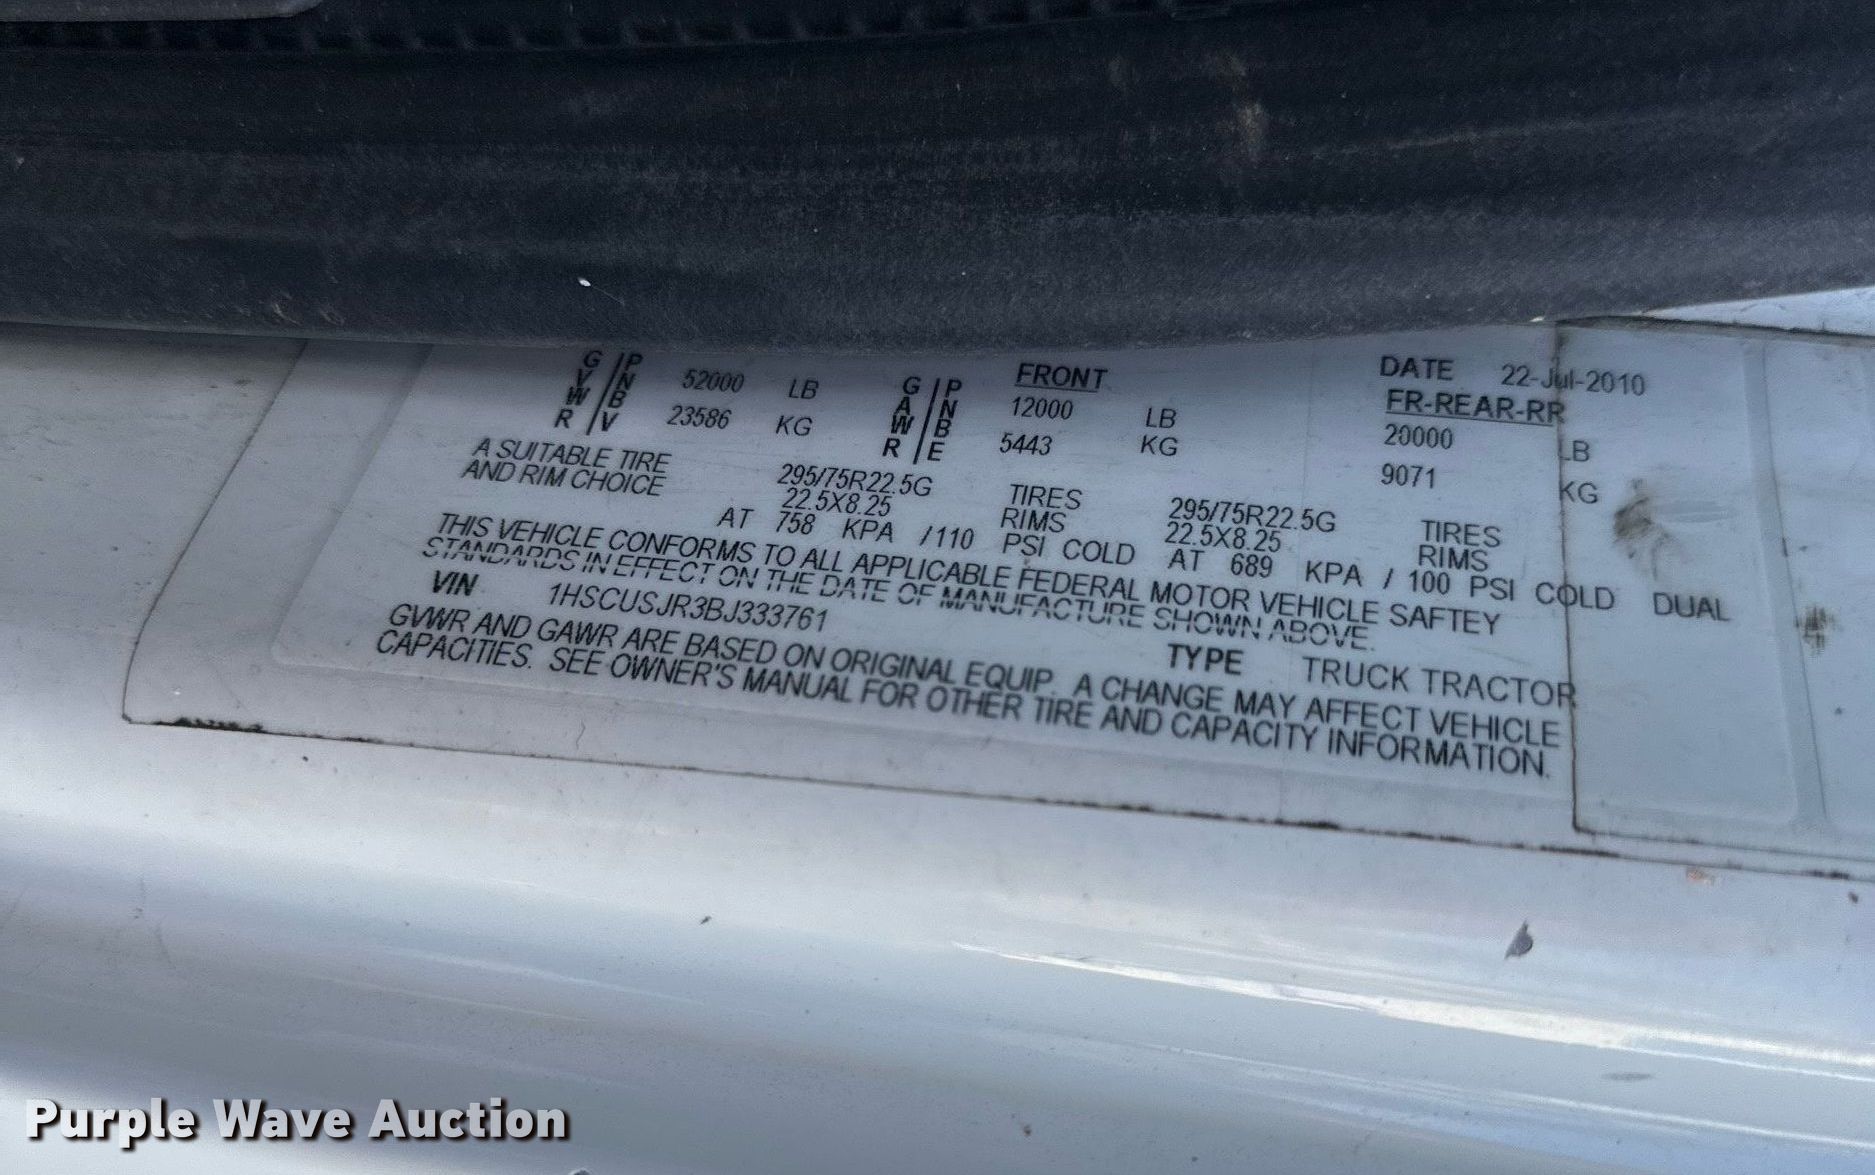 G/P
V/N 52000 LB G/P FRONT DATE 22-Jul-2010
W/B A/N 12000 LB FR-REAR-RR
R/V 23586 KG W/B 20000 LB
R/E 5443 KG 9071 KG
A SUITABLE TIRE 295/75R22.5G TIRES 295/75R22.5G TIRES
AND RIM CHOICE 22.5X8.25 RIMS 22.5X8.25 RIMS
AT 758 KPA /110 PSI COLD AT 689 KPA / 100 PSI COLD DUAL
THIS VEHICLE CONFORMS TO ALL APPLICABLE FEDERAL MOTOR VEHICLE SAFTEY
STANDARDS IN EFFECT ON THE DATE OF MANUFACTURE SHOWN ABOVE.
VIN 1HSCUSJR3BJ333761 TYPE TRUCK TRACTOR
GVWR AND GAWR ARE BASED ON ORIGINAL EQUIP. A CHANGE MAY AFFECT VEHICLE
CAPACITIES. SEE OWNER'S MANUAL FOR OTHER TIRE AND CAPACITY INFORMATION.
Purple Wave Auction